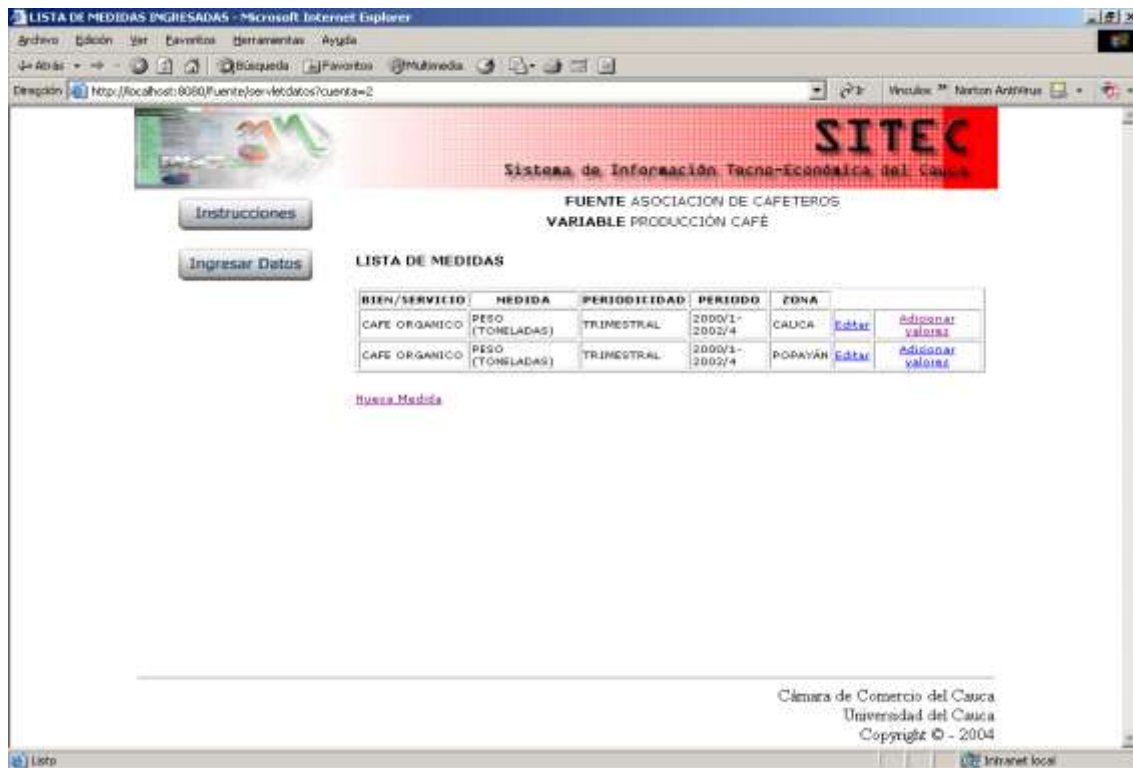 LISTA DE MEDIDAS INGRESADAS - Microsoft Internet Explorer
Archivo Edición Ver Favoritos Herramientas Ayuda
Atrás Búsqueda Favoritos Multimedia
Dirección http://localhost:8080/Fuente/servletdatos?cuenta=2 Ir Vínculos » Norton AntiVirus
SITEC
Sistema de Información Tecno-Económica del Cauca
Instrucciones
FUENTE ASOCIACION DE CAFETEROS
VARIABLE PRODUCCIÓN CAFÉ
Ingresar Datos
LISTA DE MEDIDAS
BIEN/SERVICIO MEDIDA PERIODICIDAD PERIODO ZONA
CAFE ORGANICO PESO (TONELADAS) TRIMESTRAL 2000/1-2002/4 CAUCA Editar Adicionar valores
CAFE ORGANICO PESO (TONELADAS) TRIMESTRAL 2000/1-2002/4 POPAYÁN Editar Adicionar valores
Nueva Medida
Cámara de Comercio del Cauca
Universidad del Cauca
Copyright © - 2004
Listo Intranet local